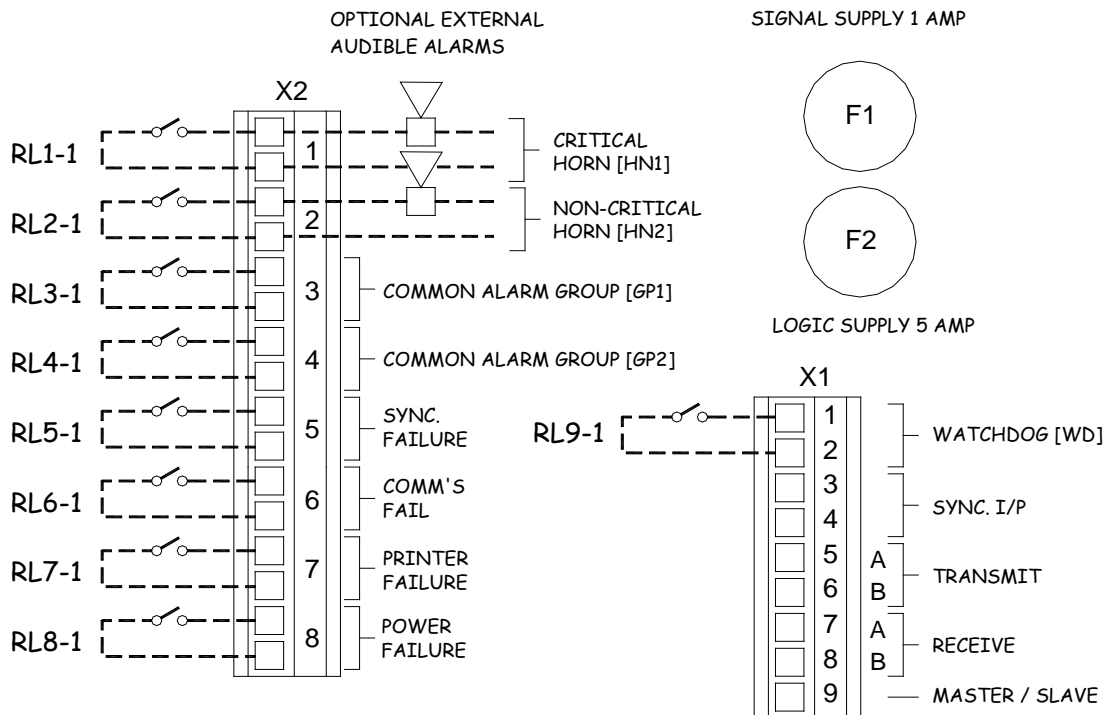 OPTIONAL EXTERNAL
AUDIBLE ALARMS
SIGNAL SUPPLY 1 AMP
X2
F1
RL1-1
1
CRITICAL
HORN [HN1]
RL2-1
2
NON-CRITICAL
HORN [HN2]
F2
RL3-1
3
COMMON ALARM GROUP [GP1]
LOGIC SUPPLY 5 AMP
RL4-1
4
COMMON ALARM GROUP [GP2]
X1
RL5-1
5
SYNC.
FAILURE
RL9-1
1
2
WATCHDOG [WD]
RL6-1
6
COMM'S
FAIL
3
4
SYNC. I/P
RL7-1
7
PRINTER
FAILURE
5 A
6 B
TRANSMIT
RL8-1
8
POWER
FAILURE
7 A
8 B
RECEIVE
9
MASTER / SLAVE